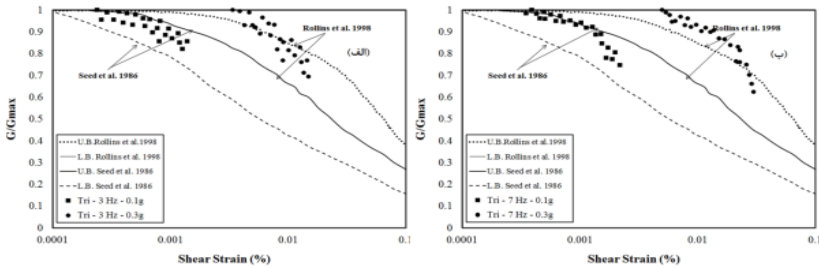 1
0.9
0.8
0.7
0.6
0.5
0.4
0.3
0.2
0.1
0
G/Gmax
Rollins et al. 1998
(الف)
Seed et al. 1986
U.B.Rollins et al.1998
L.B. Rollins et al. 1998
U.B. Seed et al. 1986
L.B. Seed et al. 1986
Tri - 3 Hz - 0.1g
Tri - 3 Hz - 0.3g
0.0001 0.001 0.01 0.1
Shear Strain (%)
1
0.9
0.8
0.7
0.6
0.5
0.4
0.3
0.2
0.1
0
G/Gmax
Rollins et al. 1998
(ب)
Seed et al. 1986
U.B.Rollins et al.1998
L.B. Rollins et al. 1998
U.B. Seed et al. 1986
L.B. Seed et al. 1986
Tri - 7 Hz - 0.1g
Tri - 7 Hz - 0.3g
0.0001 0.001 0.01 0.1
Shear Strain (%)